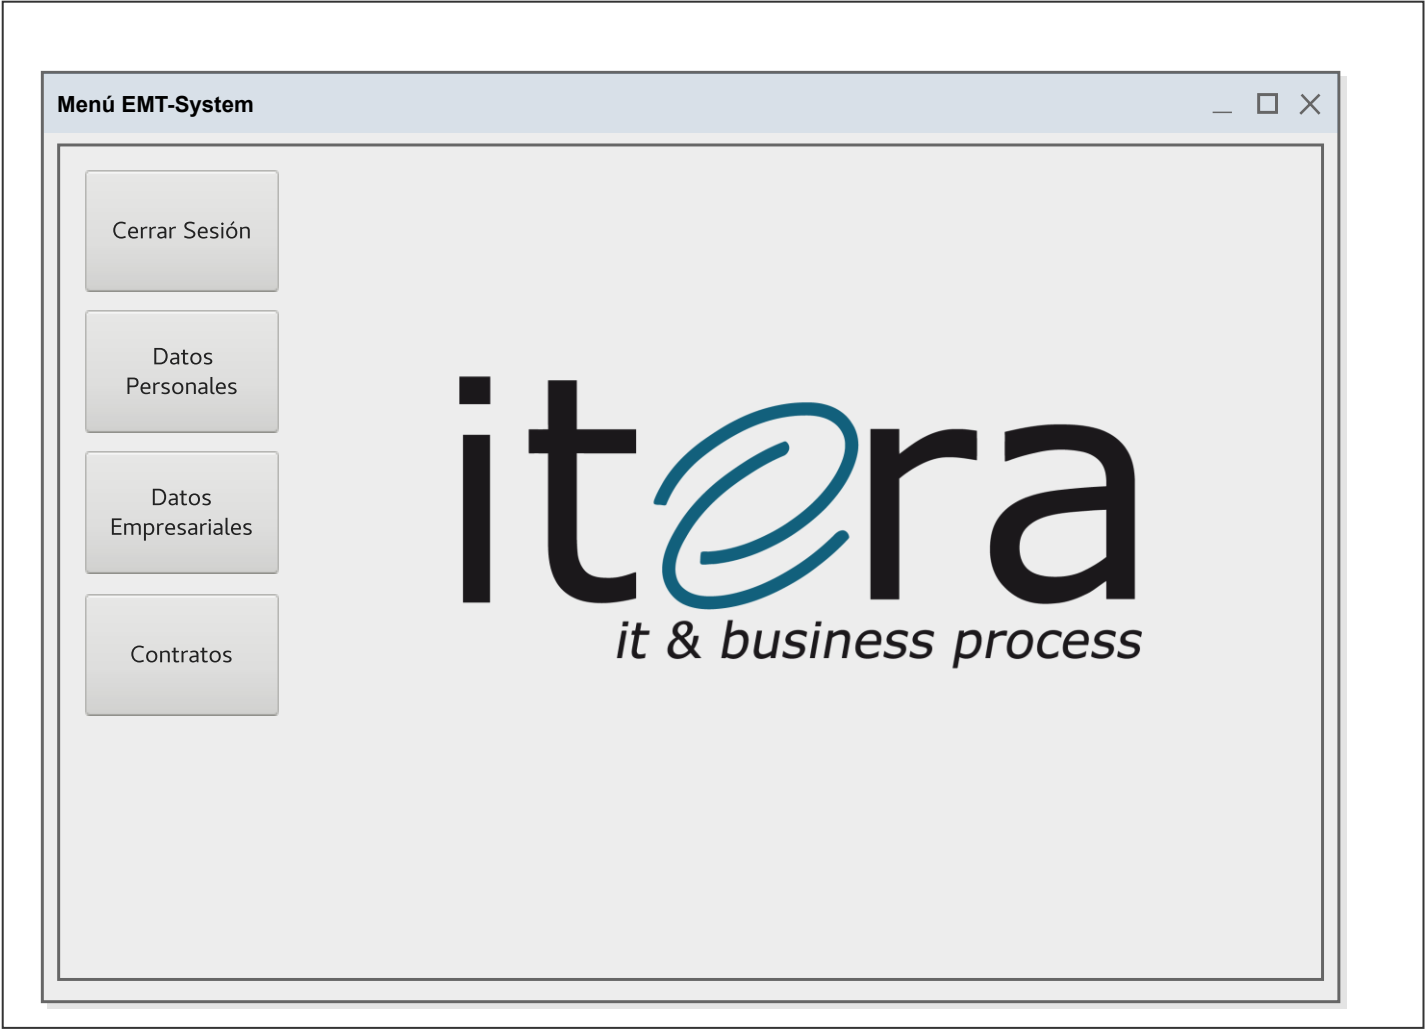 Menú EMT-System
Cerrar Sesión
Datos
Personales
Datos
Empresariales
Contratos
itera
it & business process